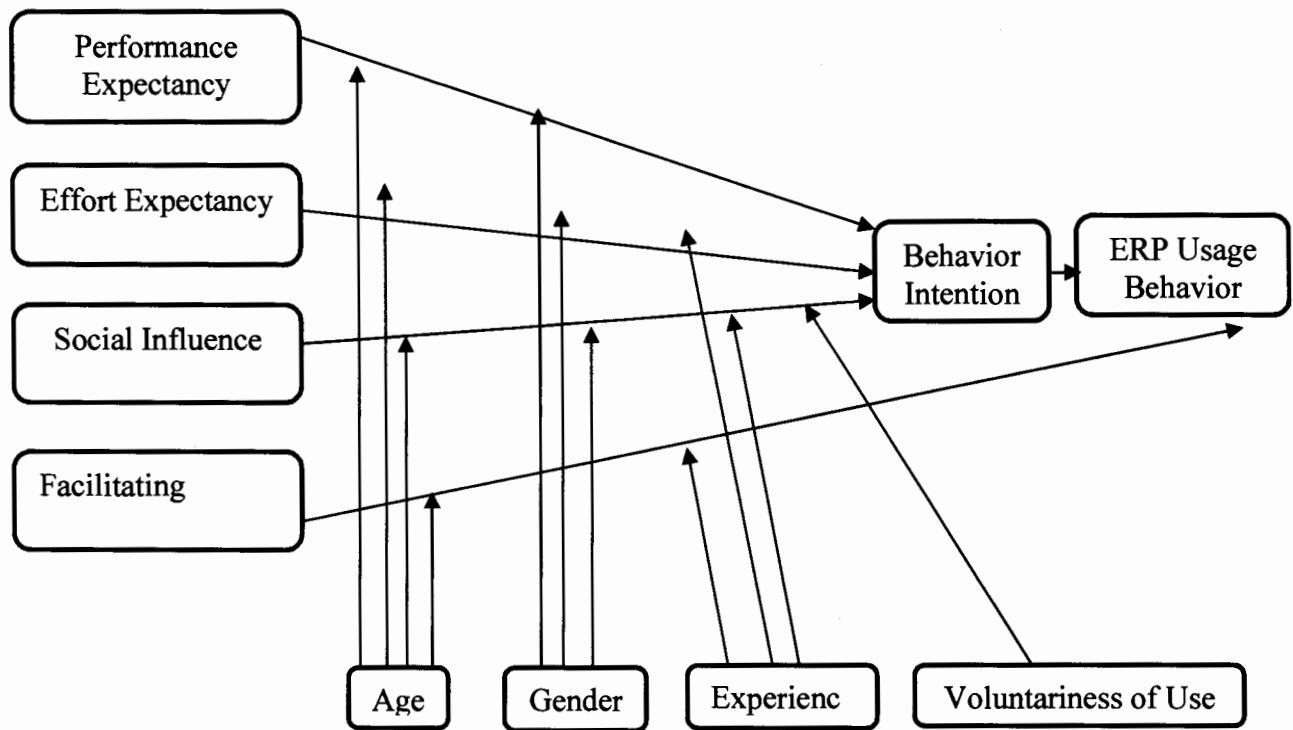 Performance
Expectancy
Effort Expectancy
Social Influence
Facilitating
Behavior
Intention
ERP Usage
Behavior
Age
Gender
Experienc
Voluntariness of Use